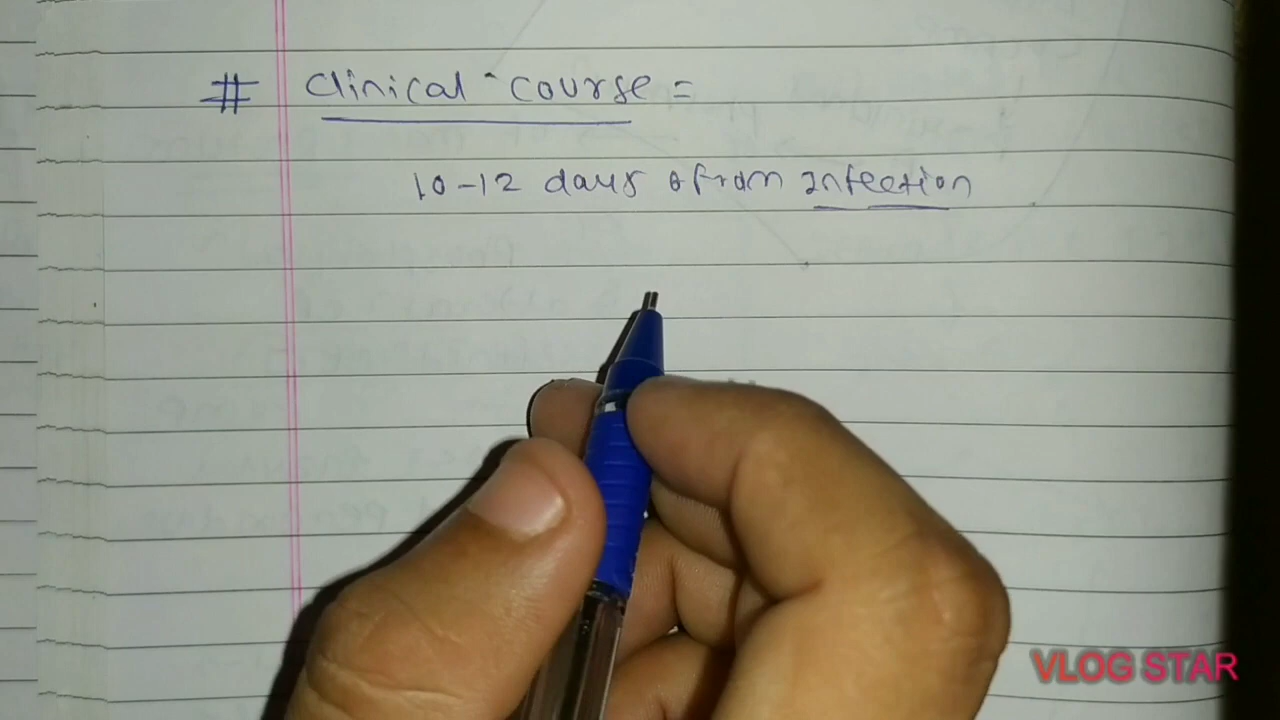 # Clinical course =
10-12 days from Infection
VLOG STAR